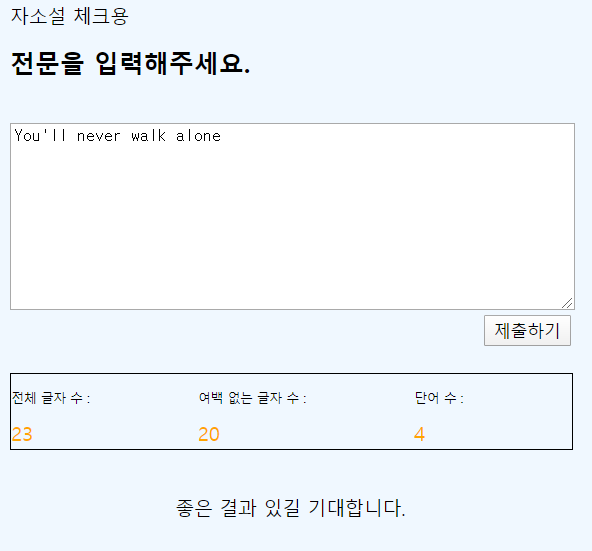 자소설 체크용
전문을 입력해주세요.
You'll never walk alone
제출하기
전체 글자 수 : 여백 없는 글자 수 : 단어 수 :
23 20 4
좋은 결과 있길 기대합니다.